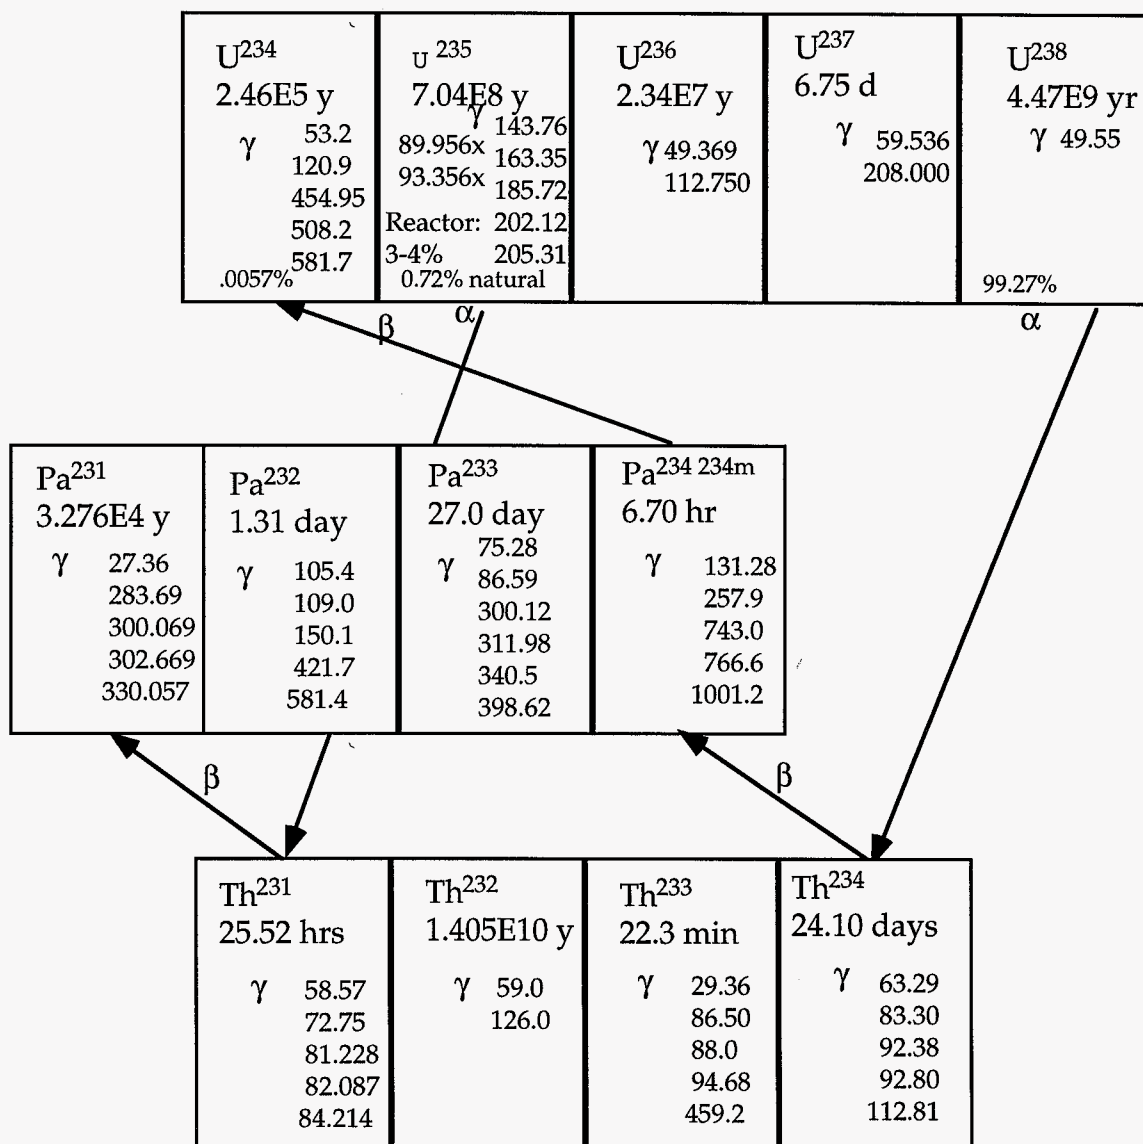 U234
2.46E5 y
γ 53.2
120.9
454.95
508.2
581.7
.0057%
U 235
7.04E8 y
γ 143.76
89.956x 163.35
93.356x 185.72
Reactor: 202.12
3-4% 205.31
0.72% natural
U236
2.34E7 y
γ 49.369
112.750
U237
6.75 d
γ 59.536
208.000
U238
4.47E9 yr
γ 49.55
99.27%
β
α
α
Pa231
3.276E4 y
γ 27.36
283.69
300.069
302.669
330.057
Pa232
1.31 day
γ 105.4
109.0
150.1
421.7
581.4
Pa233
27.0 day
75.28
γ 86.59
300.12
311.98
340.5
398.62
Pa234 234m
6.70 hr
γ 131.28
257.9
743.0
766.6
1001.2
β
β
Th231
25.52 hrs
γ 58.57
72.75
81.228
82.087
84.214
Th232
1.405E10 y
γ 59.0
126.0
Th233
22.3 min
γ 29.36
86.50
88.0
94.68
459.2
Th234
24.10 days
γ 63.29
83.30
92.38
92.80
112.81